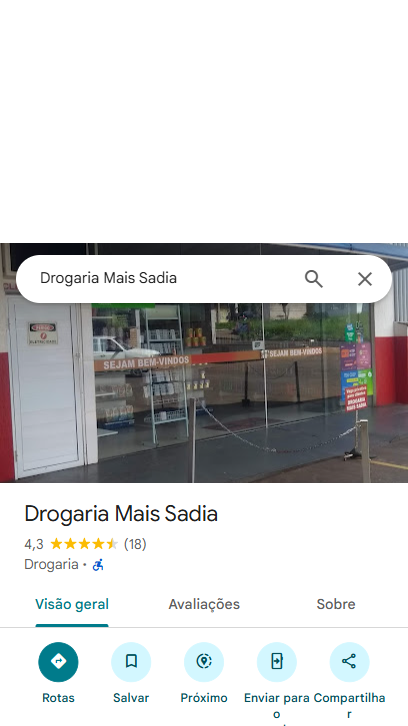 Drogaria Mais Sadia
SEJAM BEM-VINDOS
SEJAM BEM-VINDOS
Drogaria Mais Sadia
4,3 (18)
Drogaria ·
Visão geral
Avaliações
Sobre
Rotas
Salvar
Próximo
Enviar para
o
Compartilha
r